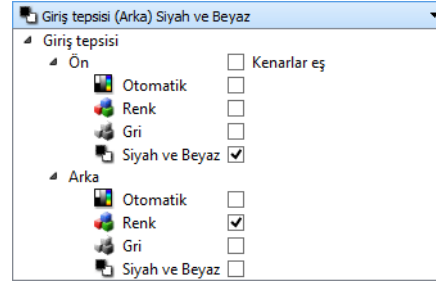 Giriş tepsisi (Arka) Siyah ve Beyaz
Giriş tepsisi
Ön Kenarlar eş
Otomatik
Renk
Gri
Siyah ve Beyaz
Arka
Otomatik
Renk
Gri
Siyah ve Beyaz